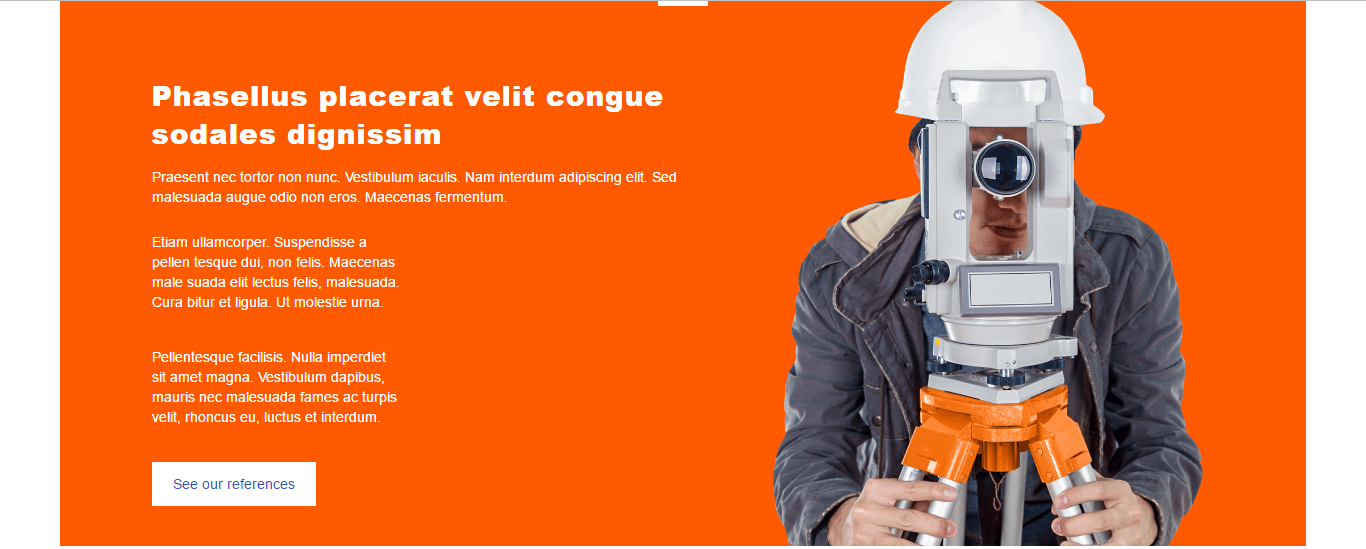 Phasellus placerat velit congue
sodales dignissim
Praesent nec tortor non nunc. Vestibulum iaculis. Nam interdum adipiscing elit. Sed
malesuada augue odio non eros. Maecenas fermentum.
Etiam ullamcorper. Suspendisse a
pellen tesque dui, non felis. Maecenas
male suada elit lectus felis, malesuada.
Cura bitur et ligula. Ut molestie urna.
Pellentesque facilisis. Nulla imperdiet
sit amet magna. Vestibulum dapibus,
mauris nec malesuada fames ac turpis
velit, rhoncus eu, luctus et interdum.
See our references